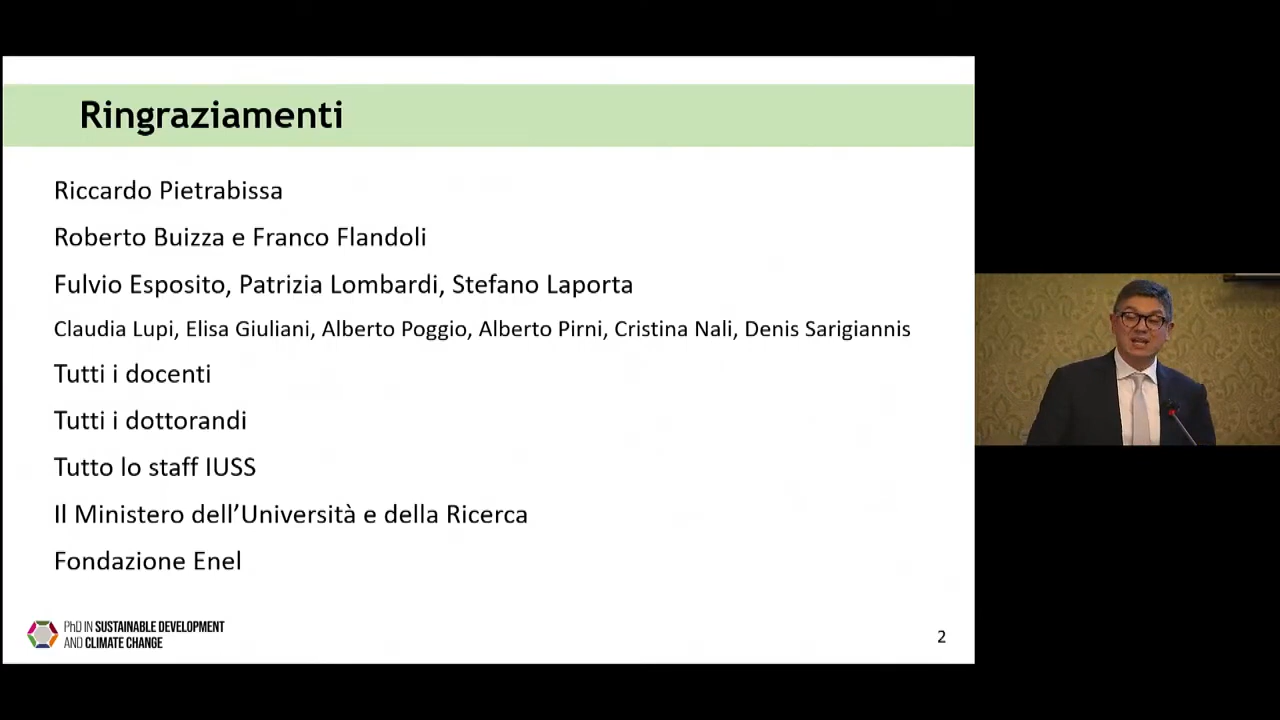 Ringraziamenti
Riccardo Pietrabissa
Roberto Buizza e Franco Flandoli
Fulvio Esposito, Patrizia Lombardi, Stefano Laporta
Claudia Lupi, Elisa Giuliani, Alberto Poggio, Alberto Pirni, Cristina Nali, Denis Sarigiannis
Tutti i docenti
Tutti i dottorandi
Tutto lo staff IUSS
Il Ministero dell’Università e della Ricerca
Fondazione Enel
PhD IN SUSTAINABLE DEVELOPMENT
AND CLIMATE CHANGE
2